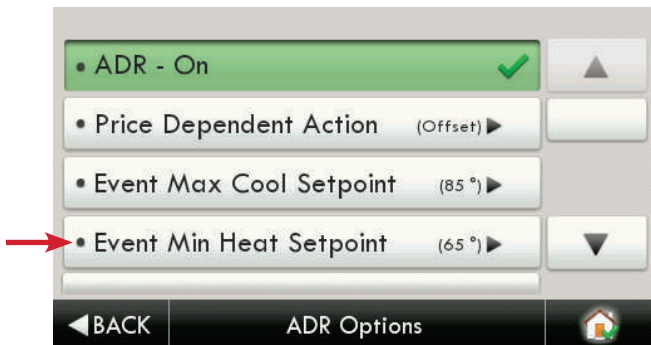 • ADR - On
• Price Dependent Action (Offset)
• Event Max Cool Setpoint (85 °)
• Event Min Heat Setpoint (65 °)
BACK ADR Options